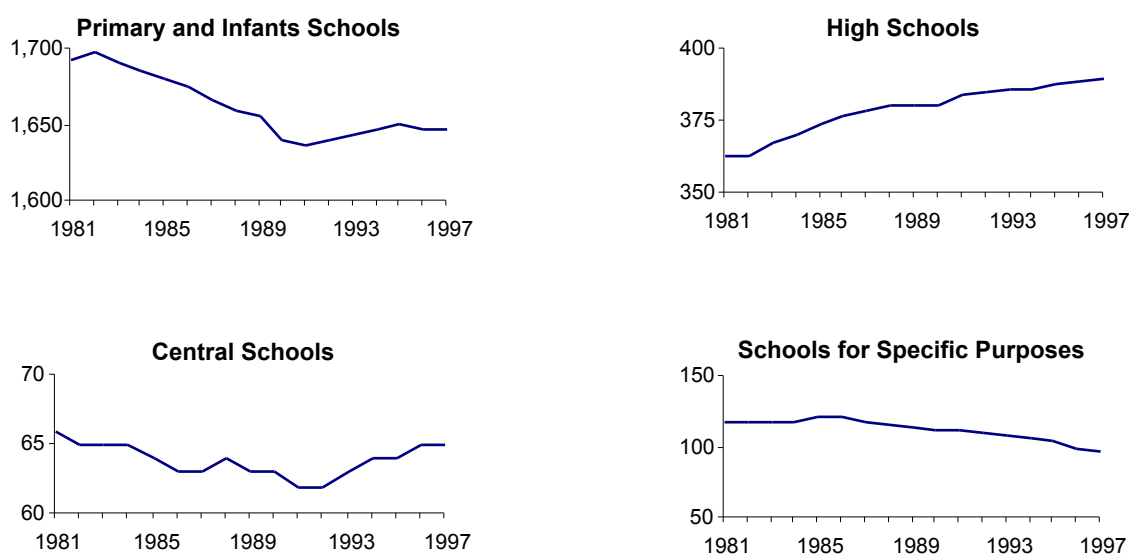 Primary and Infants Schools
1,700
1,650
1,600
1981 1985 1989 1993 1997
High Schools
400
375
350
1981 1985 1989 1993 1997
Central Schools
70
65
60
1981 1985 1989 1993 1997
Schools for Specific Purposes
150
100
50
1981 1985 1989 1993 1997